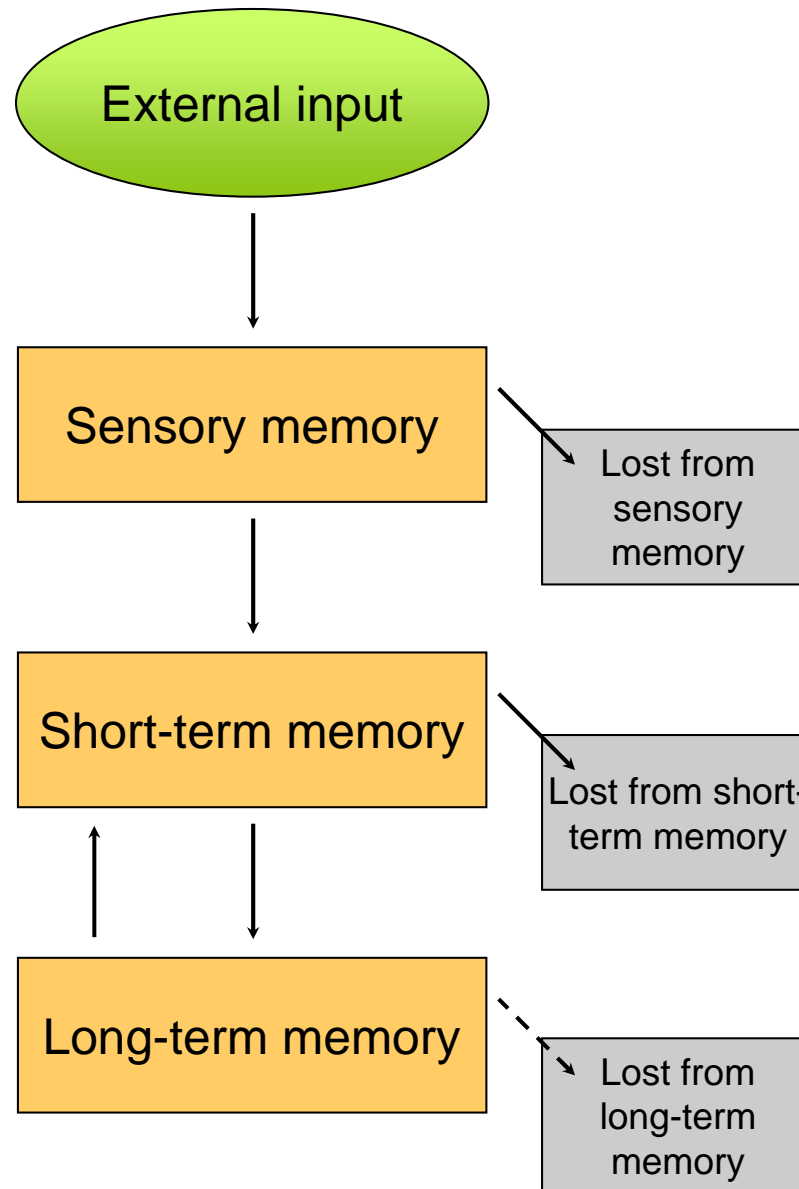 External input
Sensory memory
Lost from
sensory
memory
Short-term memory
Lost from short-
term memory
Long-term memory
Lost from
long-term
memory